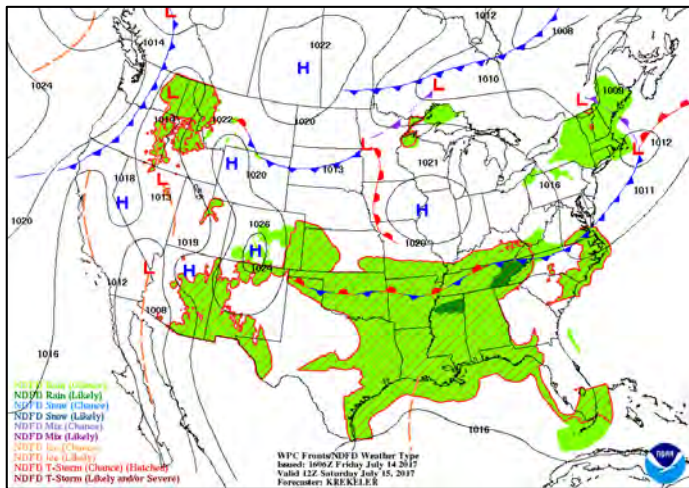 1012
1014
L
1008
1022
1024
H
L
1010
L
L
1009
1016
1022
1020
L
L
1012
1018
H
1020
1013
1021
1016
1011
L
1013
H
H
1020
1019
1026
1020
H
L
H
1024
1012
1008
1016
1016
NDFD Rain (Chance)
NDFD Rain (Likely)
NDFD Snow (Chance)
NDFD Snow (Likely)
NDFD Mix (Chance)
NDFD Mix (Likely)
NDFD Ice (Chance)
NDFD Ice (Likely)
NDFD T-Storm (Chance) (Hatched)
NDFD T-Storm (Likely and/or Severe)
WPC Fronts/NDFD Weather Type
Issued: 1606Z Friday July 14 2017
Valid 12Z Saturday July 15, 2017
Forecaster: KREKELER
NOAA